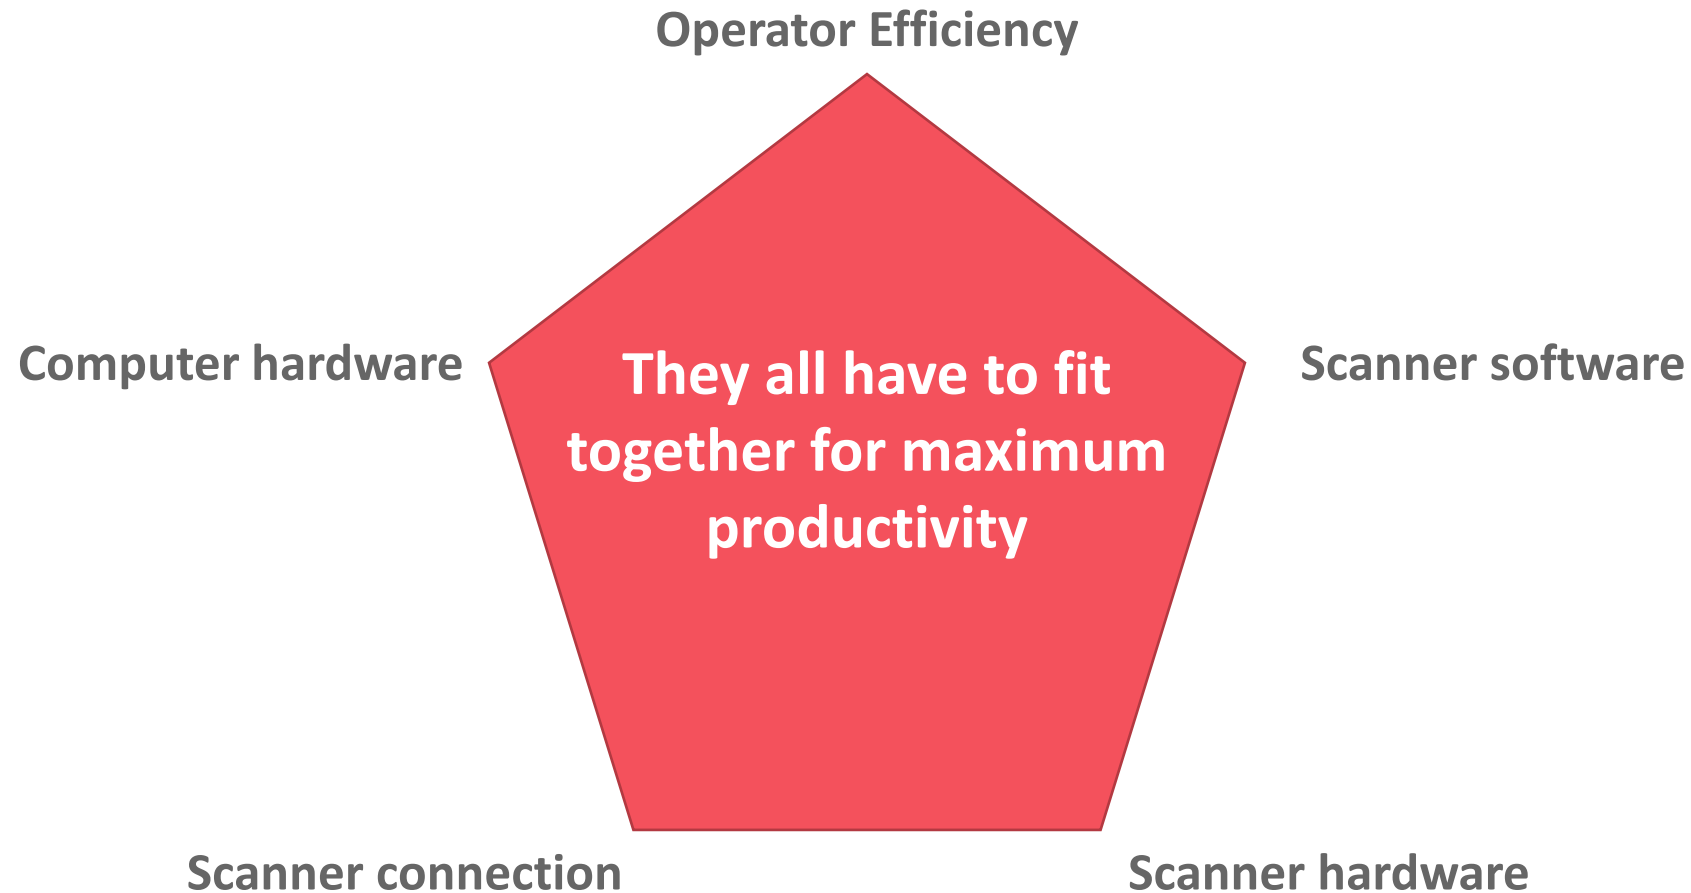 Operator Efficiency
Computer hardware
Scanner software
They all have to fit
together for maximum
productivity
Scanner connection
Scanner hardware